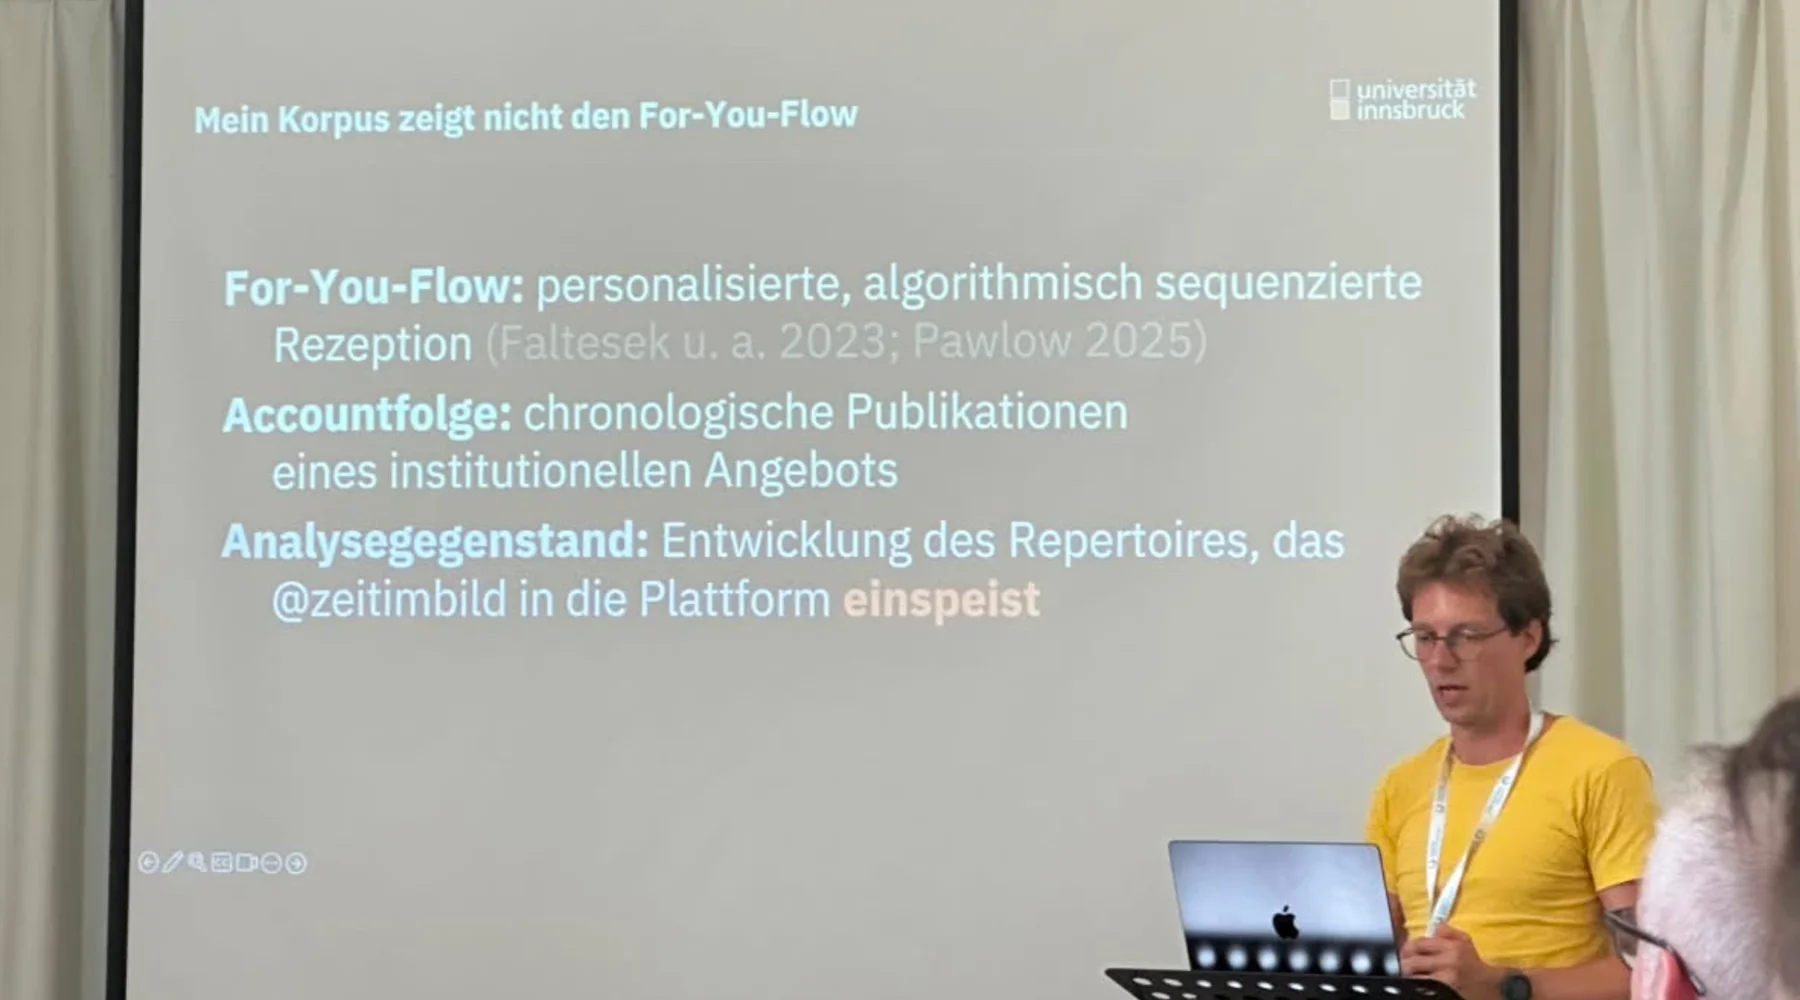 Mein Korpus zeigt nicht den For-You-Flow
universität
innsbruck
For-You-Flow: personalisierte, algorithmisch sequenzierte
Rezeption (Faltesek u. a. 2023; Pawlow 2025)
Accountfolge: chronologische Publikationen
eines institutionellen Angebots
Analysegegenstand: Entwicklung des Repertoires, das
@zeitimbild in die Plattform einspeist